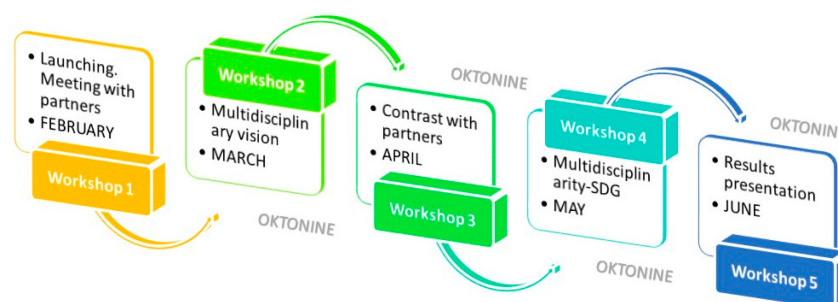 • Launching.
Meeting with
partners
• FEBRUARY
Workshop 1
Workshop 2
• Multidisciplin
ary vision
• MARCH
OKTONINE
• Contrast with
partners
• APRIL
Workshop 3
OKTONINE
Workshop 4
• Multidisciplin
arity-SDG
• MAY
OKTONINE
OKTONINE
• Results
presentation
• JUNE
Workshop 5